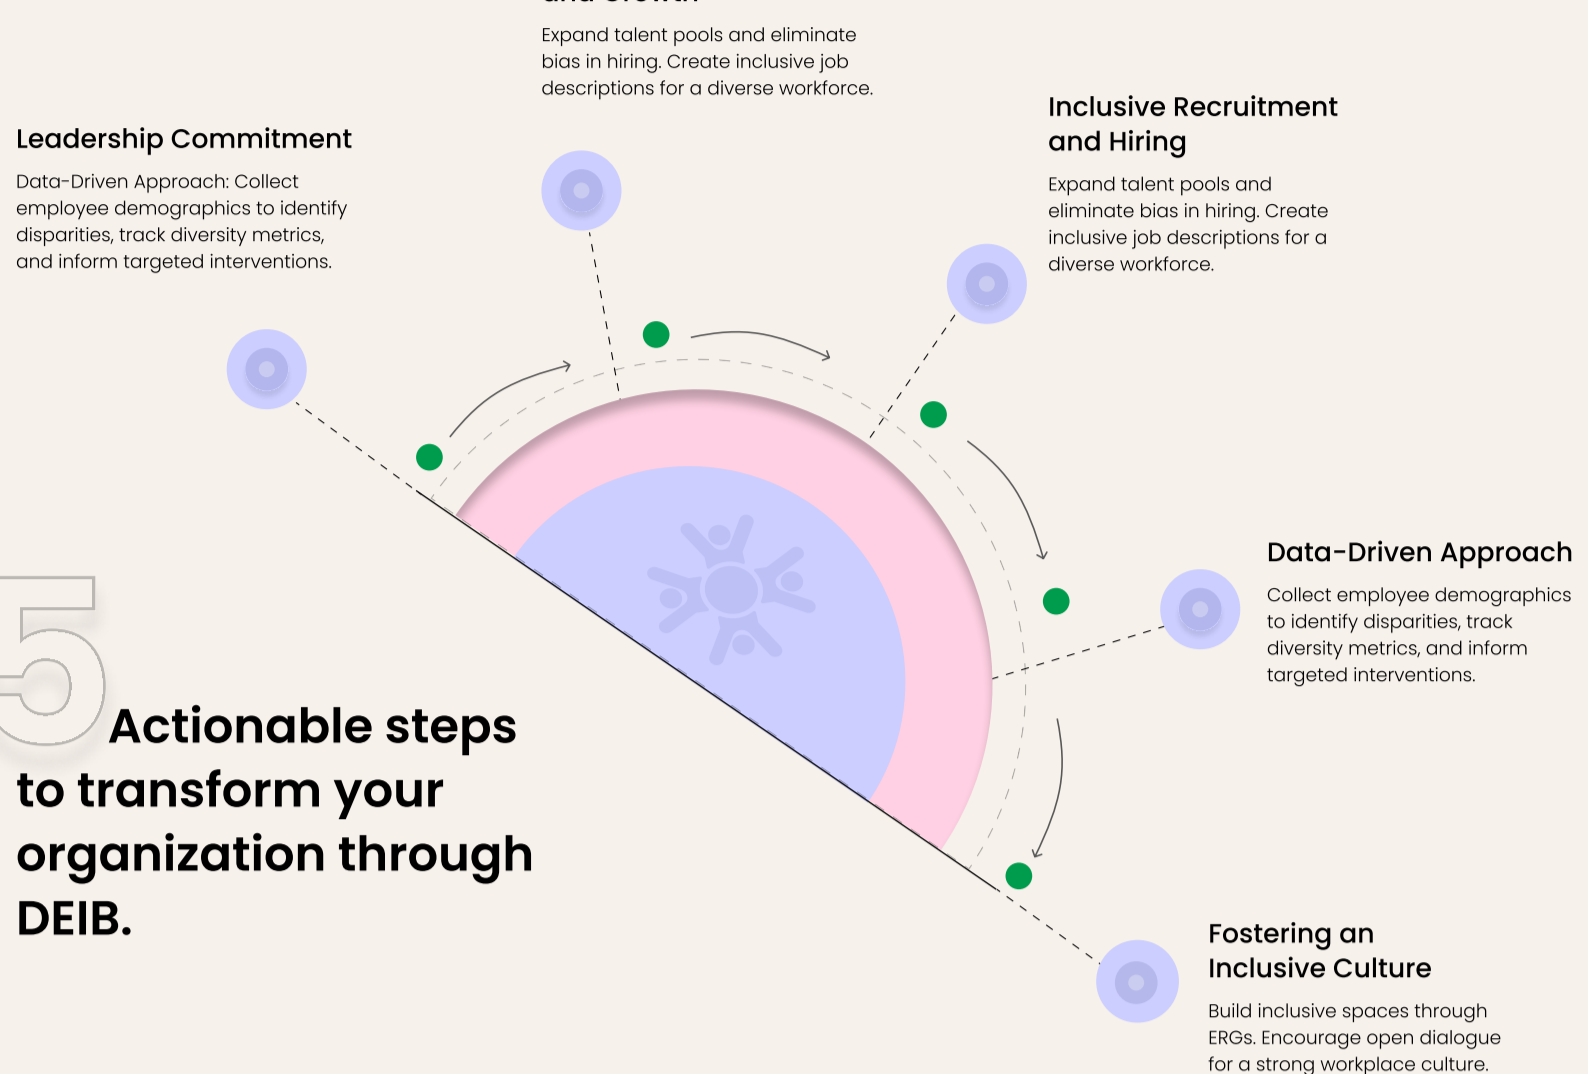 and Growth
Expand talent pools and eliminate
bias in hiring. Create inclusive job
descriptions for a diverse workforce.
Leadership Commitment
Data-Driven Approach: Collect
employee demographics to identify
disparities, track diversity metrics,
and inform targeted interventions.
Inclusive Recruitment
and Hiring
Expand talent pools and
eliminate bias in hiring. Create
inclusive job descriptions for a
diverse workforce.
Data-Driven Approach
Collect employee demographics
to identify disparities, track
diversity metrics, and inform
targeted interventions.
5
Actionable steps
to transform your
organization through
DEIB.
Fostering an
Inclusive Culture
Build inclusive spaces through
ERGs. Encourage open dialogue
for a strong workplace culture.